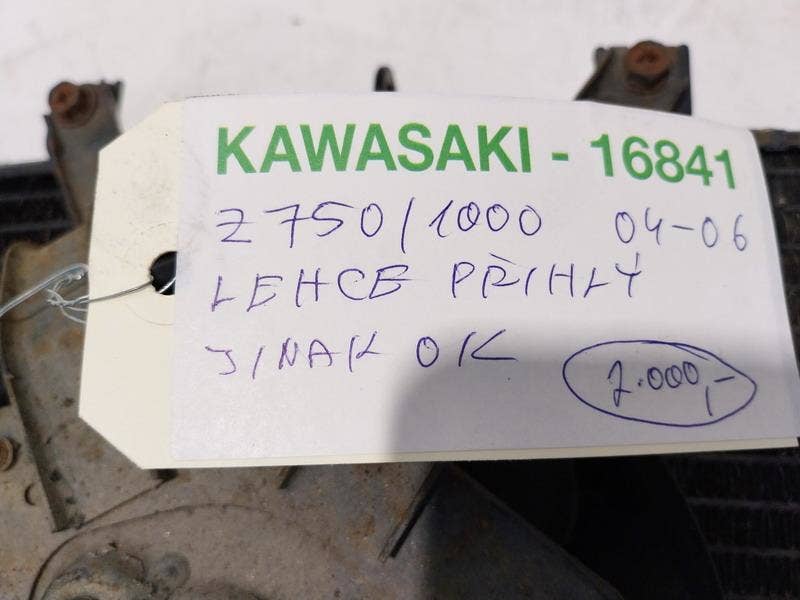 KAWASAKI - 16841
Z750/1000 04-06
LEHCE PŘIHLÝ
JINAK OK
2.000,-